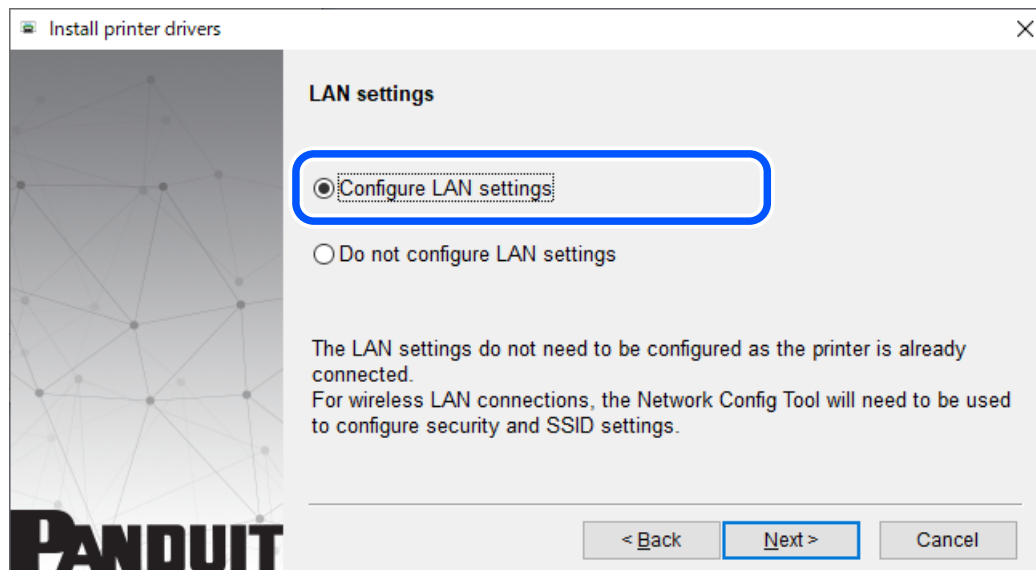 Install printer drivers
LAN settings
Configure LAN settings
Do not configure LAN settings
The LAN settings do not need to be configured as the printer is already
connected.
For wireless LAN connections, the Network Config Tool will need to be used
to configure security and SSID settings.
PANDUIT
< Back
Next >
Cancel